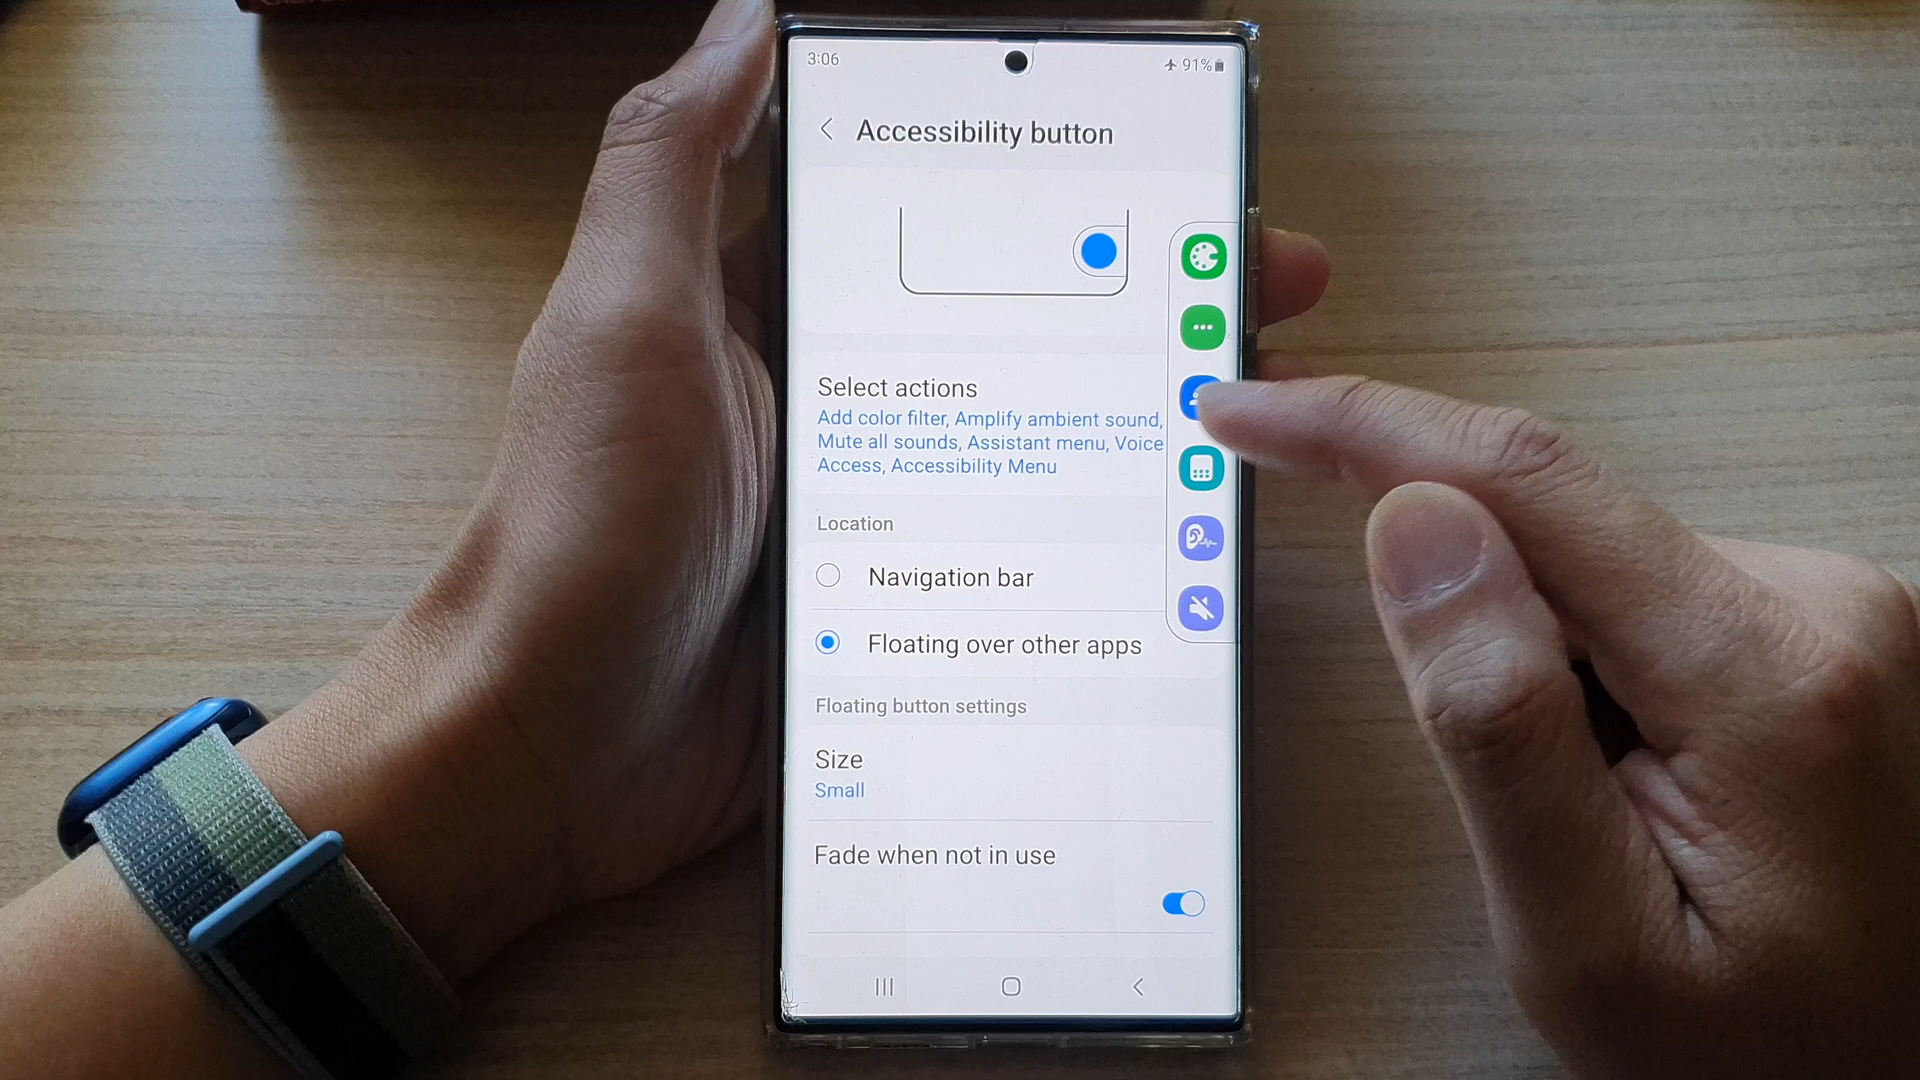 3:06
91%
Accessibility button
Select actions
Add color filter, Amplify ambient sound,
Mute all sounds, Assistant menu, Voice
Access, Accessibility Menu
Location
Navigation bar
Floating over other apps
Floating button settings
Size
Small
Fade when not in use